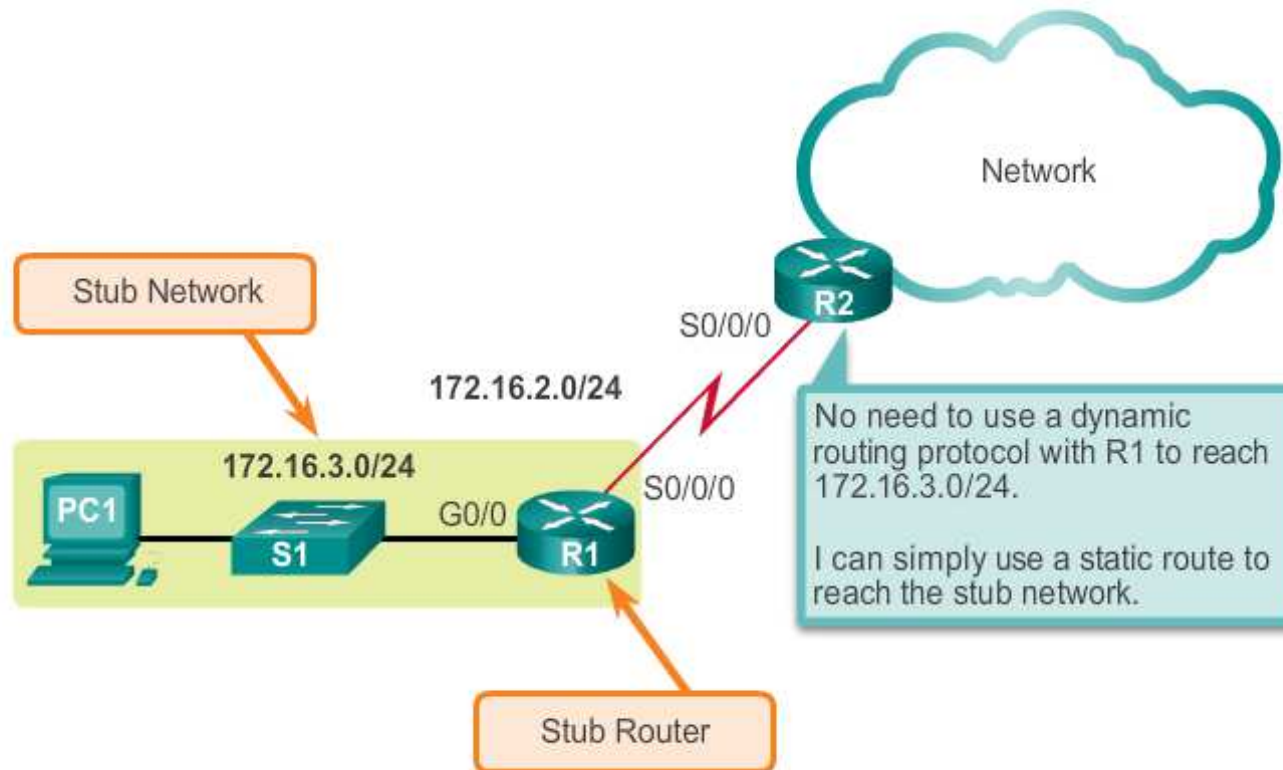 Network
Stub Network
R2
S0/0/0
172.16.2.0/24
No need to use a dynamic
routing protocol with R1 to reach
172.16.3.0/24.
I can simply use a static route to
reach the stub network.
172.16.3.0/24
S0/0/0
PC1
G0/0
S1
R1
Stub Router